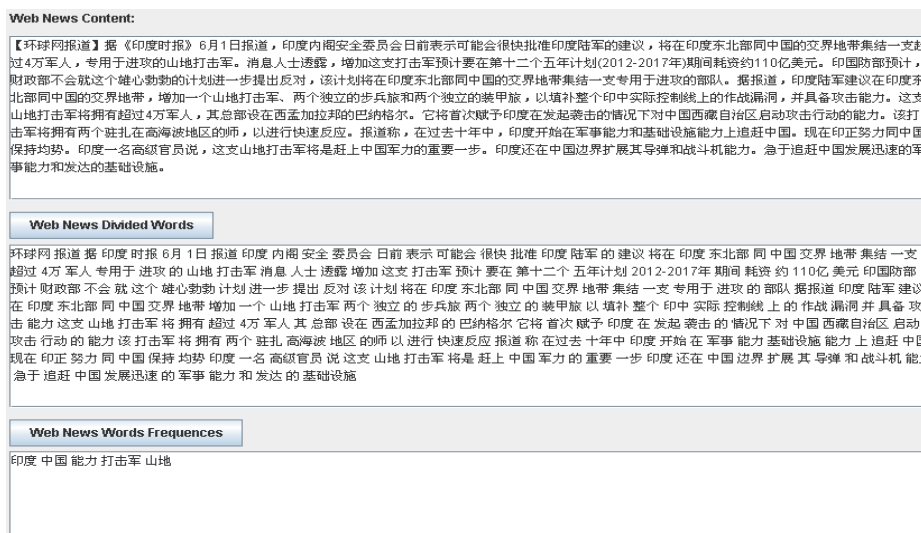 Web News Content:
【环球网报道】据《印度时报》6月1日报道，印度内阁安全委员会日前表示可能会很快批准印度陆军的建议，将在印度东北部同中国的交界地带集结一支超
过4万军人，专用于进攻的山地打击军。消息人士透露，增加这支打击军预计要在第十二个五年计划(2012-2017年)期间耗资约110亿美元。印国防部预计，
财政部不会就这个雄心勃勃的计划进一步提出反对，该计划将在印度东北部同中国的交界地带集结一支专用于进攻的部队。据报道，印度陆军建议在印度东
北部同中国的交界地带，增加一个山地打击军、两个独立的步兵旅和两个独立的装甲旅，以填补整个印中实际控制线上的作战漏洞，并具备攻击能力。这支
山地打击军将拥有超过4万军人，其总部设在西孟加拉邦的巴纳格尔。它将首次赋予印度在发起袭击的情况下对中国西藏自治区启动攻击行动的能力。该打
击军将拥有两个驻扎在高海波地区的师，以进行快速反应。报道称，在过去十年中，印度开始在军事能力和基础设施能力上追赶中国。现在印正努力同中国
保持均势。印度一名高级官员说，这支山地打击军将是赶上中国军力的重要一步。印度还在中国边界扩展其导弹和战斗机能力。急于追赶中国发展迅速的军
事能力和发达的基础设施。
Web News Divided Words
环球网 报道 据 印度 时报 6月 1日 报道 印度 内阁 安全 委员会 日前 表示 可能会 很快 批准 印度 陆军 的 建议 将在 印度 东北部 同 中国 交界 地带 集结 一支
超过 4万 军人 专用于 进攻 的 山地 打击军 消息 人士 透露 增加 这支 打击军 预计 要在 第十二个 五年计划 2012-2017年 期间 耗资 约 110亿 美元 印国防部
预计 财政部 不会 就 这个 雄心勃勃 计划 进一步 提出 反对 该 计划 将在 印度 东北部 同 中国 交界 地带 集结 一支 专用于 进攻 的 部队 据报道 印度 陆军 建议
在 印度 东北部 同 中国 交界 地带 增加 一个 山地 打击军 两个 独立 的 步兵旅 两个 独立 的 装甲旅 以 填补 整个 印中 实际 控制线 上 的 作战 漏洞 并 具备 攻
击 能力 这支 山地 打击军 将 拥有 超过 4万 军人 其 总部 设在 西孟加拉邦 的 巴纳格尔 它将 首次 赋予 印度 在 发起 袭击 的 情况下 对 中国 西藏自治区 启动
攻击 行动 的 能力 该 打击军 将 拥有 两个 驻扎 高海波 地区 的 师 以 进行 快速反应 报道 称 在过去 十年中 印度 开始 在 军事 能力 基础设施 能力 上 追赶 中国
现在 印正 努力 同 中国 保持 均势 印度 一名 高级官员 说 这支 山地 打击军 将是 赶上 中国 军力 的 重要 一步 印度 还在 中国 边界 扩展 其 导弹 和 战斗机 能力
急于 追赶 中国 发展迅速 的 军事 能力 和 发达 的 基础设施
Web News Words Frequences
印度 中国 能力 打击军 山地